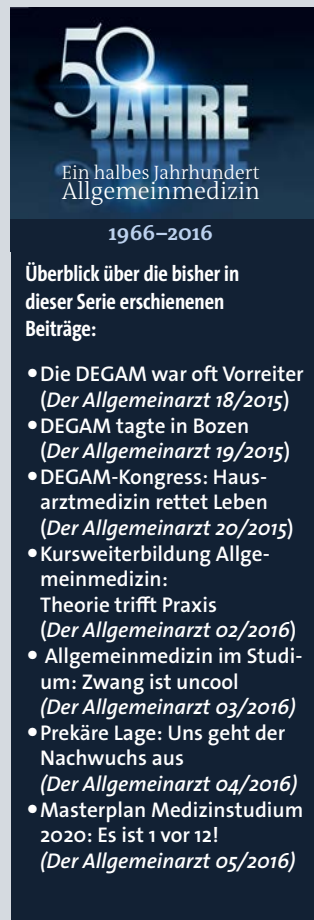 50
JAHRE
Ein halbes Jahrhundert
Allgemeinmedizin
1966–2016
Überblick über die bisher in
dieser Serie erschienenen
Beiträge:
•Die DEGAM war oft Vorreiter
(Der Allgemeinarzt 18/2015)
•DEGAM tagte in Bozen
(Der Allgemeinarzt 19/2015)
•DEGAM-Kongress: Haus-
arztmedizin rettet Leben
(Der Allgemeinarzt 20/2015)
•Kursweiterbildung Allge-
meinmedizin:
Theorie trifft Praxis
(Der Allgemeinarzt 02/2016)
• Allgemeinmedizin im Studi-
um: Zwang ist uncool
(Der Allgemeinarzt 03/2016)
•Prekäre Lage: Uns geht der
Nachwuchs aus
(Der Allgemeinarzt 04/2016)
•Masterplan Medizinstudium
2020: Es ist 1 vor 12!
(Der Allgemeinarzt 05/2016)